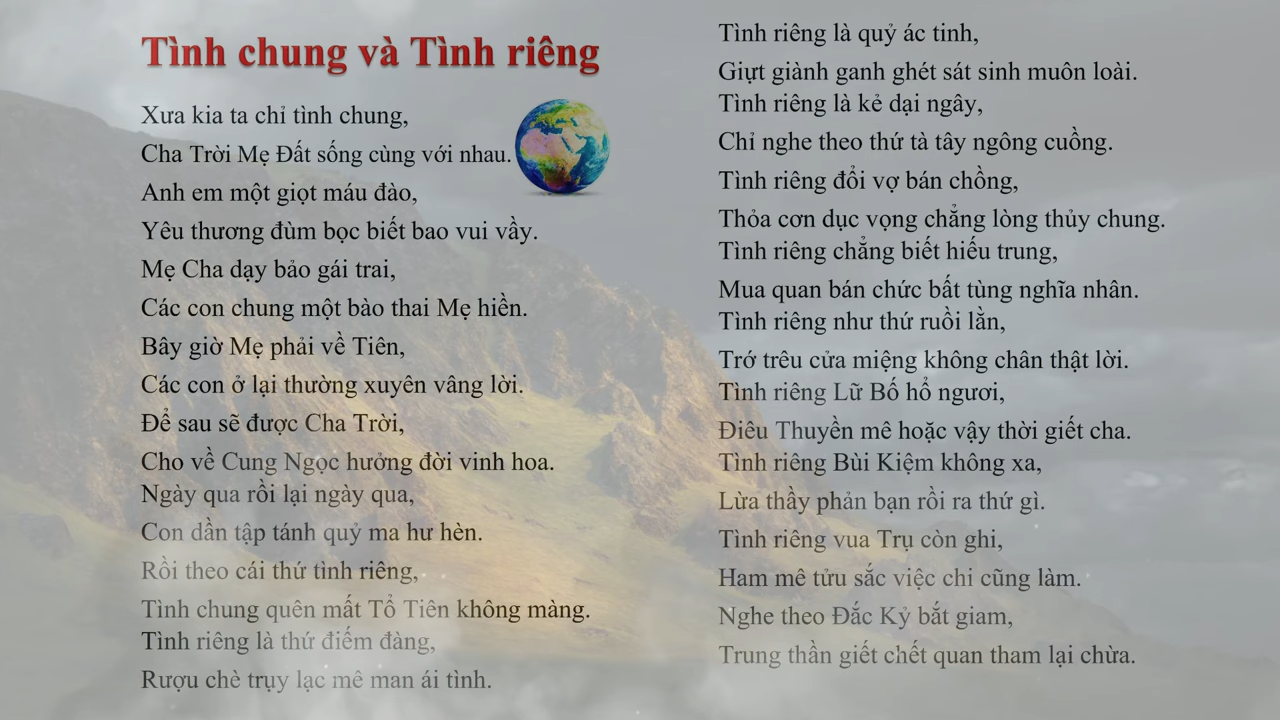 Tình chung và Tình riêng
Xưa kia ta chỉ tình chung,
Cha Trời Mẹ Đất sống cùng với nhau.
Anh em một giọt máu đào,
Yêu thương đùm bọc biết bao vui vầy.
Mẹ Cha dạy bảo gái trai,
Các con chung một bào thai Mẹ hiền.
Bây giờ Mẹ phải về Tiên,
Các con ở lại thường xuyên vâng lời.
Để sau sẽ được Cha Trời,
Cho về Cung Ngọc hưởng đời vinh hoa.
Ngày qua rồi lại ngày qua,
Con dần tập tánh quỷ ma hư hèn.
Rồi theo cái thứ tình riêng,
Tình chung quên mất Tổ Tiên không màng.
Tình riêng là thứ điếm đàng,
Rượu chè trụy lạc mê man ái tình.
Tình riêng là quỷ ác tinh,
Giựt giành ganh ghét sát sinh muôn loài.
Tình riêng là kẻ dại ngây,
Chỉ nghe theo thứ tà tây ngông cuồng.
Tình riêng đổi vợ bán chồng,
Thỏa cơn dục vọng chẳng lòng thủy chung.
Tình riêng chẳng biết hiếu trung,
Mua quan bán chức bất tùng nghĩa nhân.
Tình riêng như thứ ruồi lằn,
Trớ trêu cửa miệng không chân thật lời.
Tình riêng Lữ Bố hổ ngươi,
Điêu Thuyền mê hoặc vậy thời giết cha.
Tình riêng Bùi Kiệm không xa,
Lừa thầy phản bạn rồi ra thứ gì.
Tình riêng vua Trụ còn ghi,
Ham mê tửu sắc việc chi cũng làm.
Nghe theo Đắc Kỷ bắt giam,
Trung thần giết chết quan tham lại chừa.